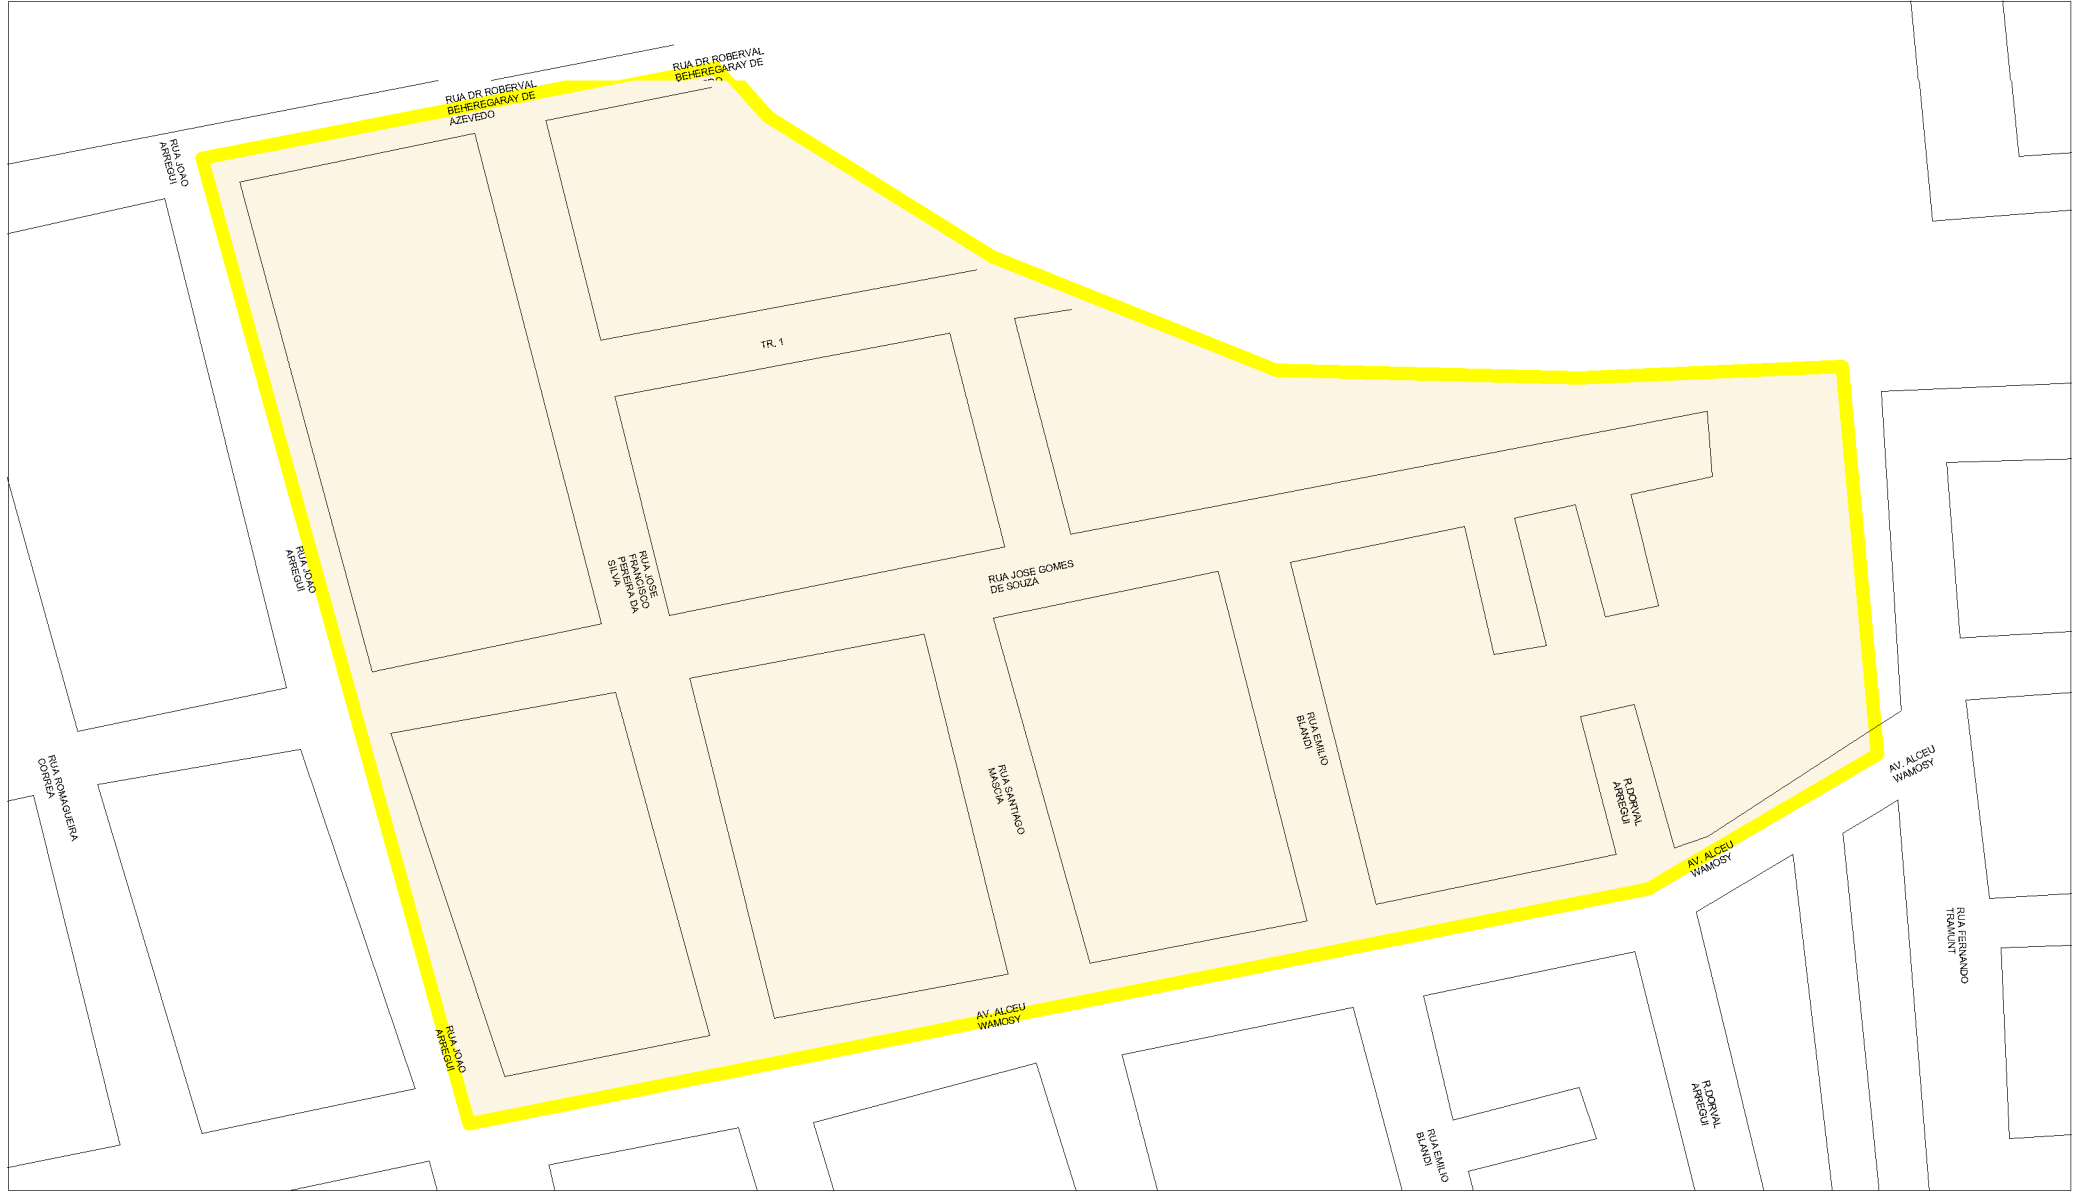 RUA DR ROBERVAL
BEHEREGARAY DE
RUA DR ROBERVAL
BEHEREGARAY DE
AZEVEDO
RUA JOAO
ARREGUI
TR. 1
RUA JOAO
ARREGUI
RUA JOSE
FRANCISCO
PEREIRA DA
SILVA
RUA JOSE GOMES
DE SOUZA
RUA EMILIO
BLANDI
RUA ROMAGUEIRA
CORREA
RUA SANTIAGO
MASCIA
R.DORVAL
ARREGUI
AV. ALCEU
WAMOSY
AV. ALCEU
WAMOSY
RUA FERNANDO
TRAMUNT
AV. ALCEU
WAMOSY
RUA JOAO
ARREGUI
R.DORVAL
ARREGUI
RUA EMILIO
BLANDI